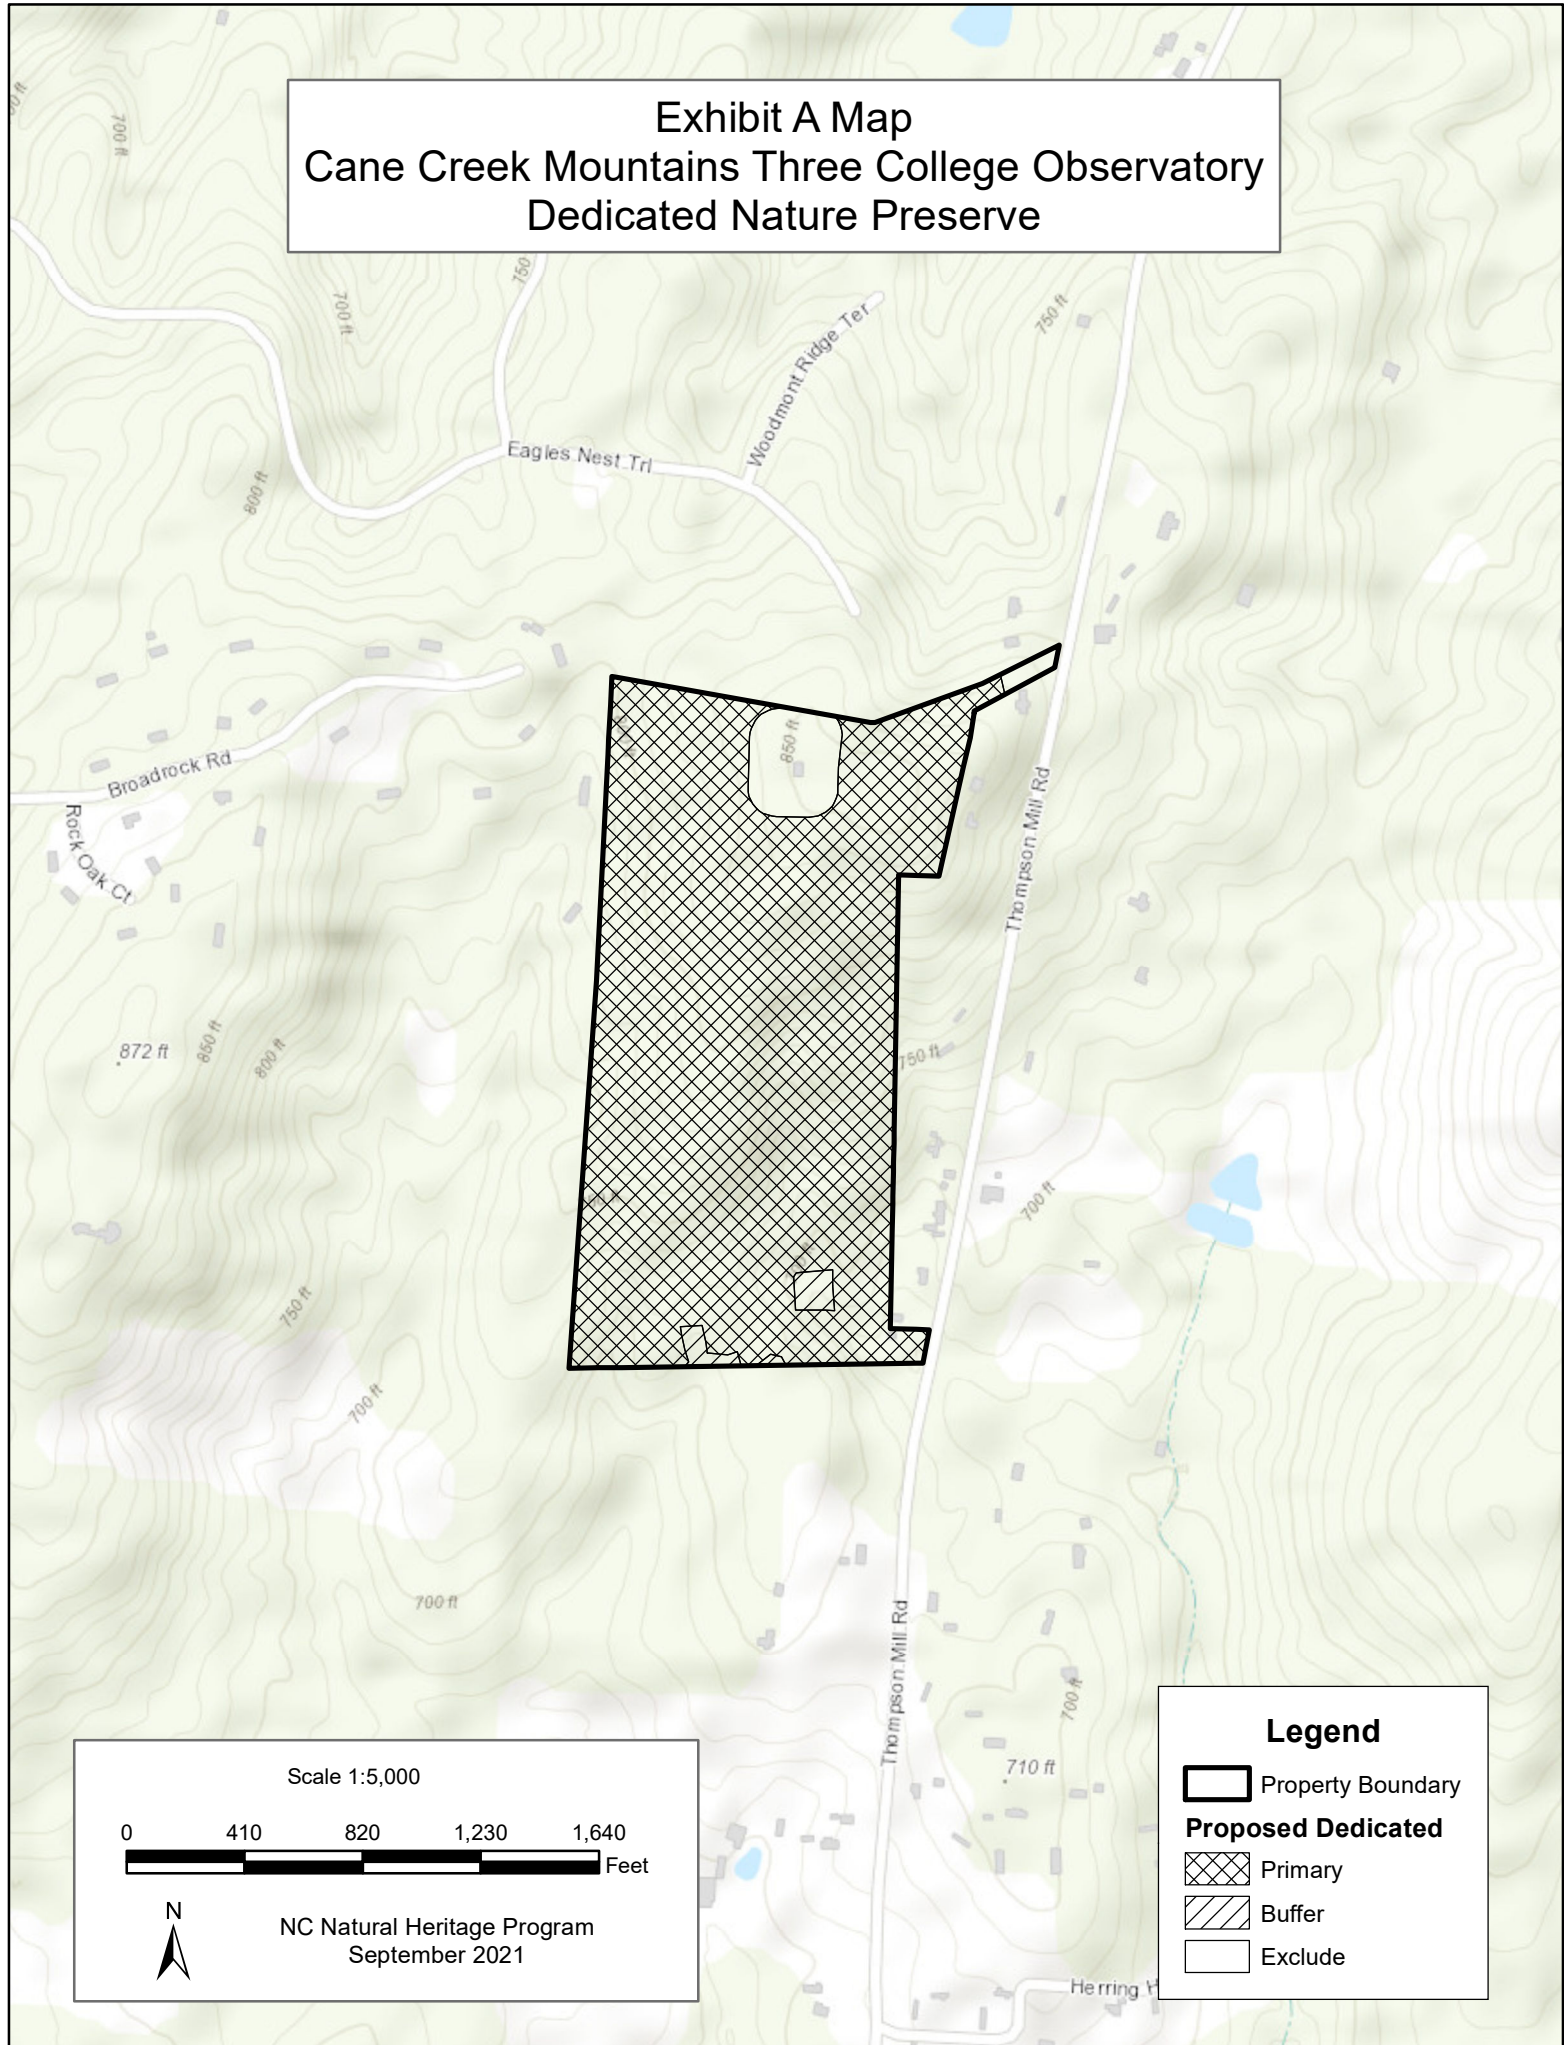 Exhibit A Map
Cane Creek Mountains Three College Observatory
Dedicated Nature Preserve
700 ft
700 ft
150
750 ft
Woodmont Ridge Ter
Eagles Nest Trl
800 ft
850 ft
Broadrock Rd
Rock Oak Ct
Thompson Mill Rd
872 ft
850 ft
800 ft
750 ft
700 ft
750 ft
700 ft
700 ft
Thompson Mill Rd
700 ft
710 ft
Herring H
Scale 1:5,000
0 410 820 1,230 1,640
Feet
N
NC Natural Heritage Program
September 2021
Legend
Property Boundary
Proposed Dedicated
Primary
Buffer
Exclude